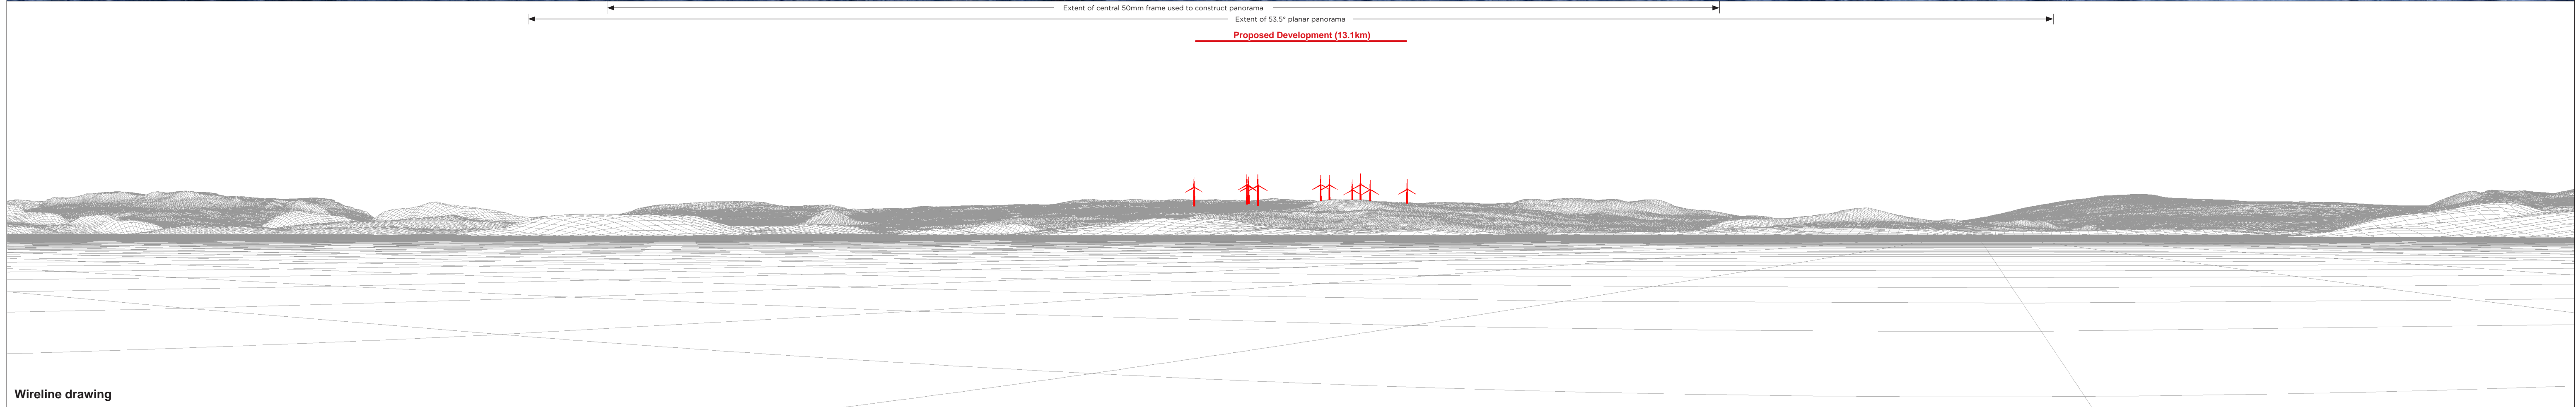 Extent of central 50mm frame used to construct panorama
Extent of 53.5° planar panorama
Proposed Development (13.1km)
Wireline drawing